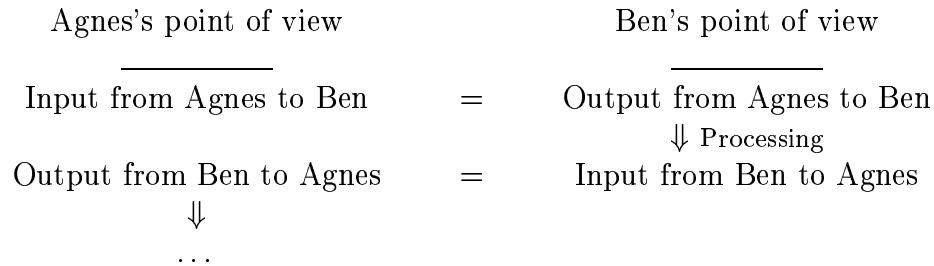 Agnes's point of view Ben's point of view
Input from Agnes to Ben = Output from Agnes to Ben
⇓ Processing
Output from Ben to Agnes = Input from Ben to Agnes
⇓
...